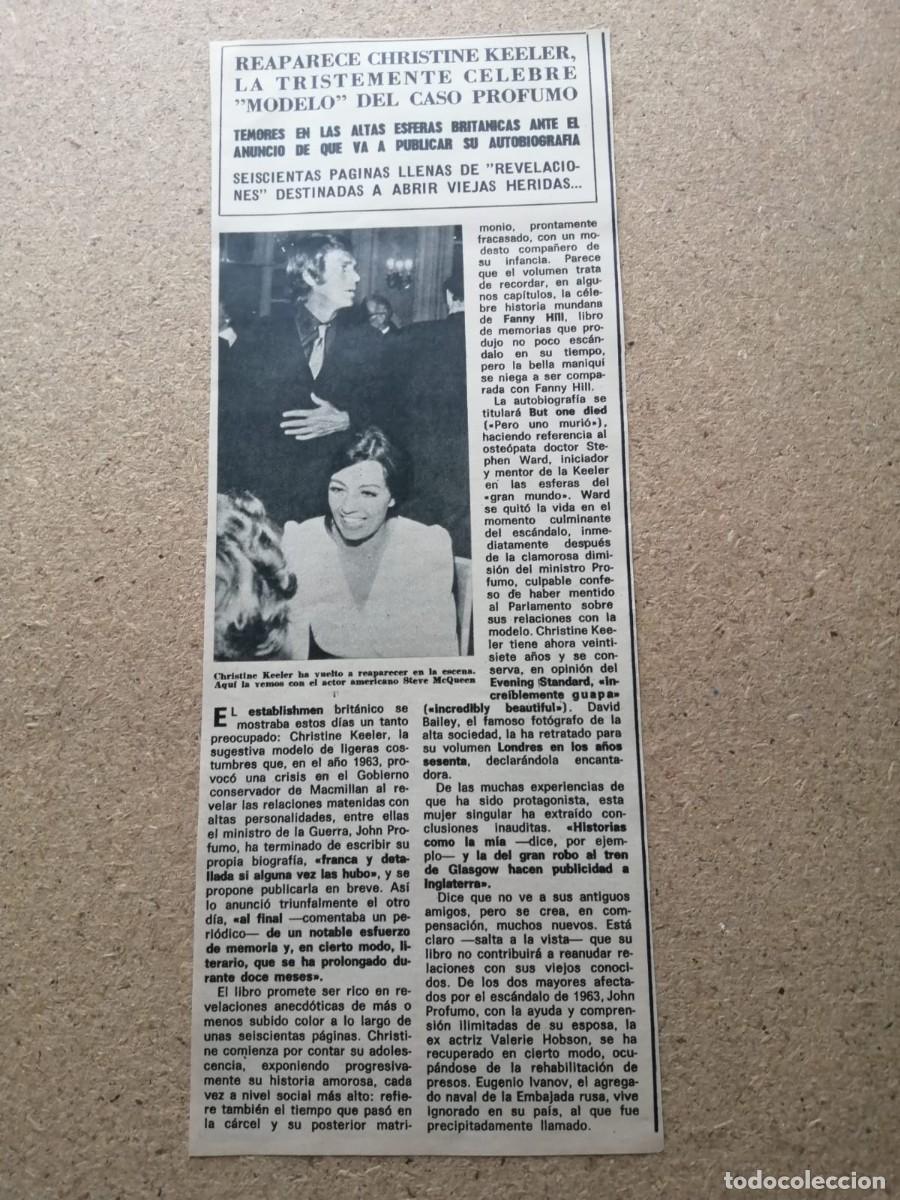 REAPARECE CHRISTINE KEELER,
LA TRISTEMENTE CELEBRE
"MODELO" DEL CASO PROFUMO
TEMORES EN LAS ALTAS ESFERAS BRITANICAS ANTE EL
ANUNCIO DE QUE VA A PUBLICAR SU AUTOBIOGRAFIA
SEISCIENTAS PAGINAS LLENAS DE "REVELACIO-
NES" DESTINADAS A ABRIR VIEJAS HERIDAS...
Christine Keeler ha vuelto a reaparecer en la escena.
Aquí la vemos con el actor americano Steve McQueen
EL establishmen británico se
mostraba estos días un tanto
preocupado: Christine Keeler, la
sugestiva modelo de ligeras cos-
tumbres que, en el año 1963, pro-
vocó una crisis en el Gobierno
conservador de Macmillan al re-
velar las relaciones matenidas con
altas personalidades, entre ellas
el ministro de la Guerra, John Pro-
fumo, ha terminado de escribir su
propia biografía, «franca y deta-
llada si alguna vez las hubo», y se
propone publicarla en breve. Así
lo anunció triunfalmente el otro
día, «al final —comentaba un pe-
riódico— de un notable esfuerzo
de memoria y, en cierto modo, li-
terario, que se ha prolongado du-
rante doce meses».
El libro promete ser rico en re-
velaciones anecdóticas de más o
menos subido color a lo largo de
unas seiscientas páginas. Christi-
ne comienza por contar su adoles-
cencia, exponiendo progresiva-
mente su historia amorosa, cada
vez a nivel social más alto: refie-
re también el tiempo que pasó en
la cárcel y su posterior matri-
monio, prontamente
fracasado, con un mo-
desto compañero de
su infancia. Parece
que el volumen trata
de recordar, en algu-
nos capítulos, la céle-
bre historia mundana
de Fanny Hill, libro
de memorias que pro-
dujo no poco escán-
dalo en su tiempo,
pero la bella maniquí
se niega a ser compa-
rada con Fanny Hill.
La autobiografía se
titulará But one died
(«Pero uno murió»),
haciendo referencia al
osteópata doctor Ste-
phen Ward, iniciador
y mentor de la Keeler
en las esferas del
«gran mundo». Ward
se quitó la vida en el
momento culminante
del escándalo, inme-
diatamente después
de la clamorosa dimi-
sión del ministro Pro-
fumo, culpable confe-
so de haber mentido
al Parlamento sobre
sus relaciones con la
modelo. Christine Kee-
ler tiene ahora veinti-
siete años y se con-
serva, en opinión del
Evening Standard, «in-
creíblemente guapa»
(«incredibly beautiful»). David
Bailey, el famoso fotógrafo de la
alta sociedad, la ha retratado para
su volumen Londres en los años
sesenta, declarándola encanta-
dora.
De las muchas experiencias de
que ha sido protagonista, esta
mujer singular ha extraído con-
clusiones inauditas. «Historias
como la mía —dice, por ejem-
plo— y la del gran robo al tren
de Glasgow hacen publicidad a
Inglaterra».
Dice que no ve a sus antiguos
amigos, pero se crea, en com-
pensación, muchos nuevos. Está
claro —salta a la vista— que su
libro no contribuirá a reanudar re-
laciones con sus viejos conoci-
dos. De los dos mayores afecta-
dos por el escándalo de 1963, John
Profumo, con la ayuda y compren-
sión ilimitadas de su esposa, la
ex actriz Valerie Hobson, se ha
recuperado en cierto modo, ocu-
pándose de la rehabilitación de
presos. Eugenio Ivanov, el agrega-
do naval de la Embajada rusa, vive
ignorado en su país, al que fue
precipitadamente llamado.
todocoleccion